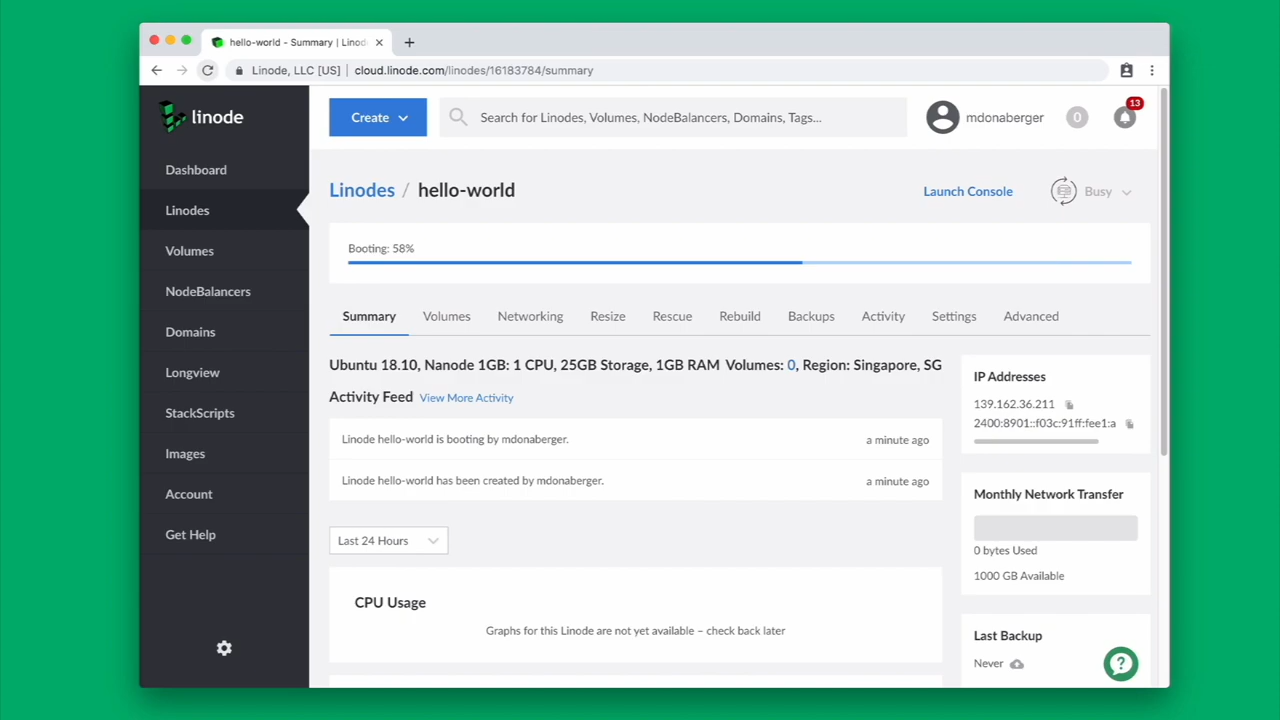 hello-world - Summary | Linod
Linode, LLC [US] | cloud.linode.com/linodes/16183784/summary
linode
Create
Search for Linodes, Volumes, NodeBalancers, Domains, Tags...
mdonaberger
0
13
Dashboard
Linodes
Volumes
NodeBalancers
Domains
Longview
StackScripts
Images
Account
Get Help
Linodes / hello-world
Launch Console
Busy
Booting: 58%
Summary Volumes Networking Resize Rescue Rebuild Backups Activity Settings Advanced
Ubuntu 18.10, Nanode 1GB: 1 CPU, 25GB Storage, 1GB RAM Volumes: 0, Region: Singapore, SG
Activity Feed View More Activity
Linode hello-world is booting by mdonaberger. a minute ago
Linode hello-world has been created by mdonaberger. a minute ago
Last 24 Hours
CPU Usage
Graphs for this Linode are not yet available – check back later
IP Addresses
139.162.36.211
2400:8901::f03c:91ff:fee1:a
Monthly Network Transfer
0 bytes Used
1000 GB Available
Last Backup
Never
?